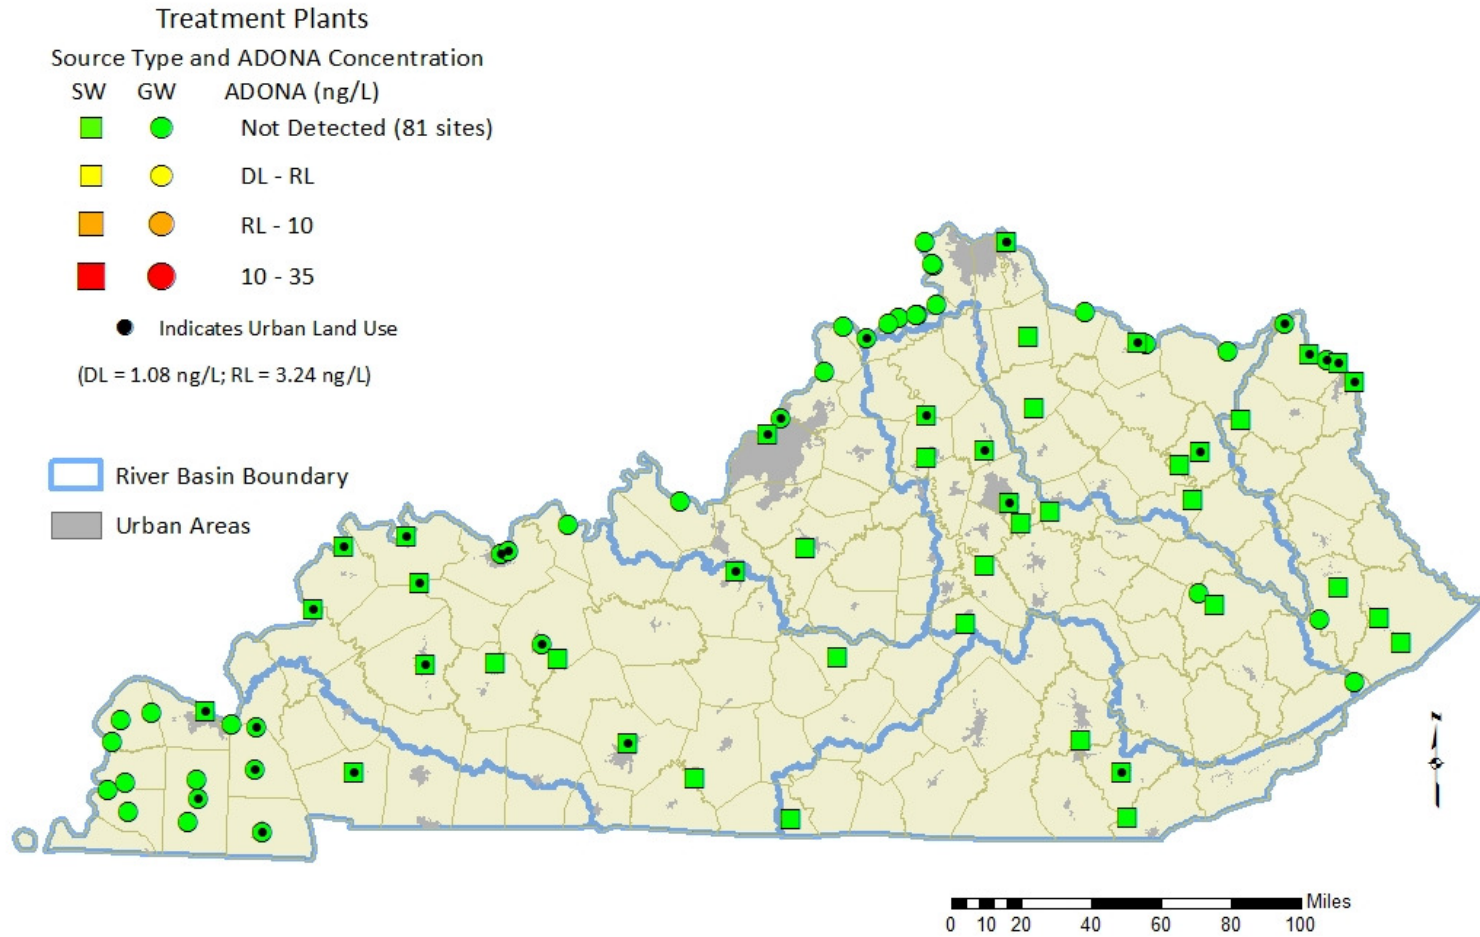 Treatment Plants
Source Type and ADONA Concentration
SW GW ADONA (ng/L)
Not Detected (81 sites)
DL - RL
RL - 10
10 - 35
Indicates Urban Land Use
(DL = 1.08 ng/L; RL = 3.24 ng/L)
River Basin Boundary
Urban Areas
N
Miles
0 10 20 40 60 80 100